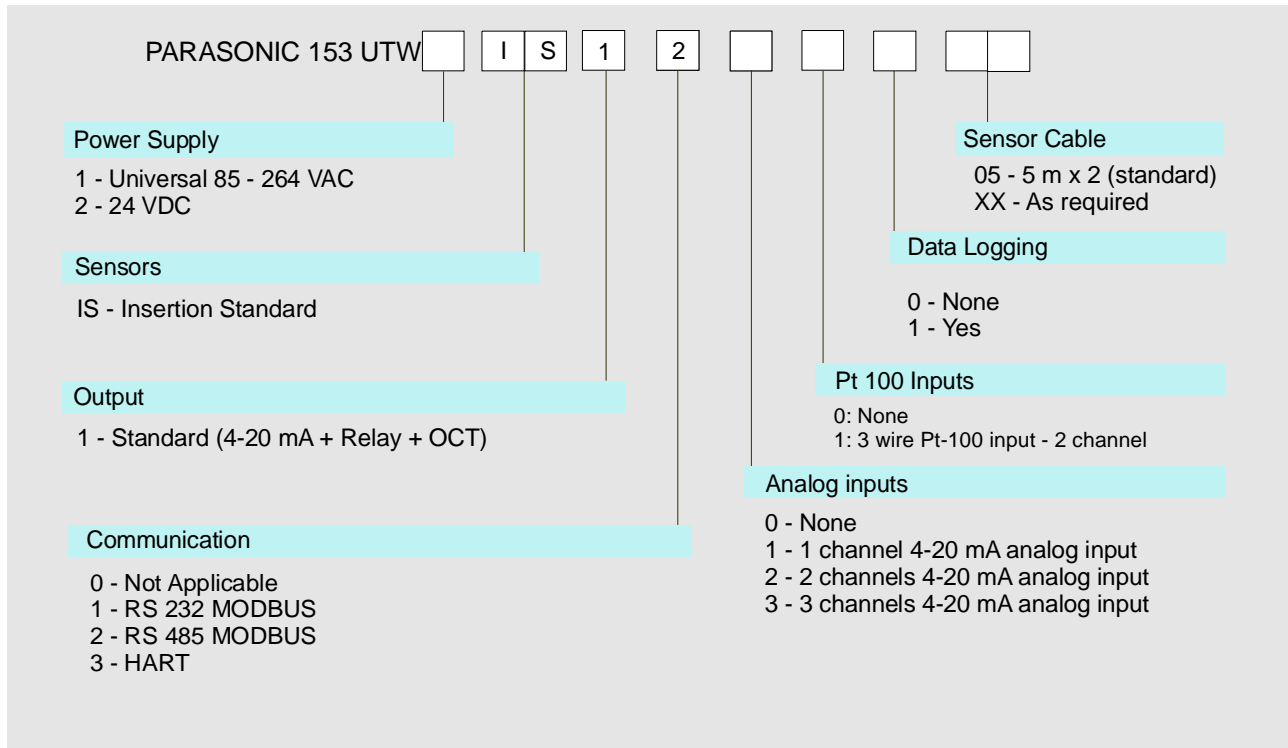 PARASONIC 153 UTW I S 1 2
Power Supply
1 - Universal 85 - 264 VAC
2 - 24 VDC
Sensors
IS - Insertion Standard
Output
1 - Standard (4-20 mA + Relay + OCT)
Communication
0 - Not Applicable
1 - RS 232 MODBUS
2 - RS 485 MODBUS
3 - HART
Sensor Cable
05 - 5 m x 2 (standard)
XX - As required
Data Logging
0 - None
1 - Yes
Pt 100 Inputs
0: None
1: 3 wire Pt-100 input - 2 channel
Analog inputs
0 - None
1 - 1 channel 4-20 mA analog input
2 - 2 channels 4-20 mA analog input
3 - 3 channels 4-20 mA analog input